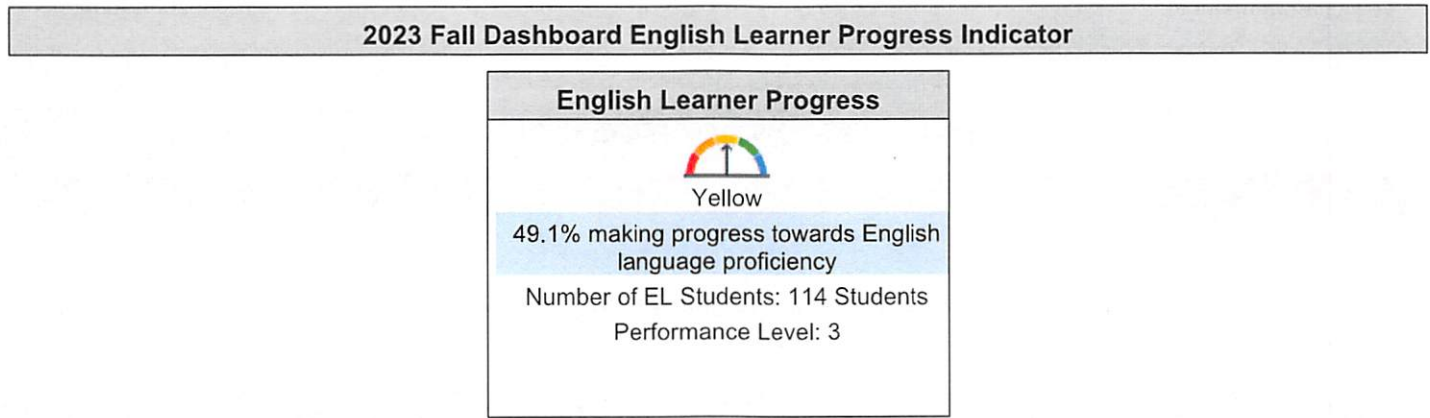 2023 Fall Dashboard English Learner Progress Indicator
English Learner Progress
Yellow
49.1% making progress towards English
language proficiency
Number of EL Students: 114 Students
Performance Level: 3